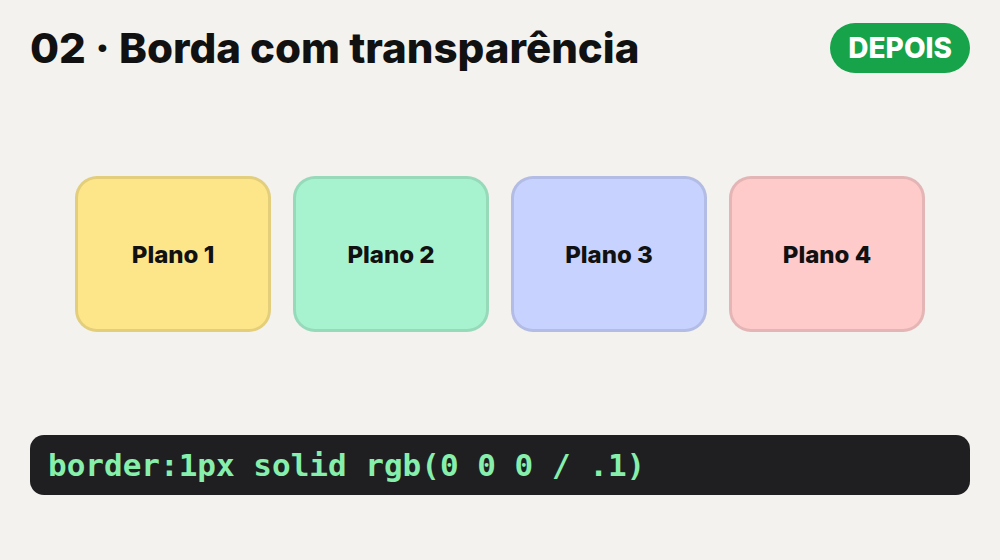 02 · Borda com transparência
DEPOIS
Plano 1
Plano 2
Plano 3
Plano 4
border:1px solid rgb(0 0 0 / .1)